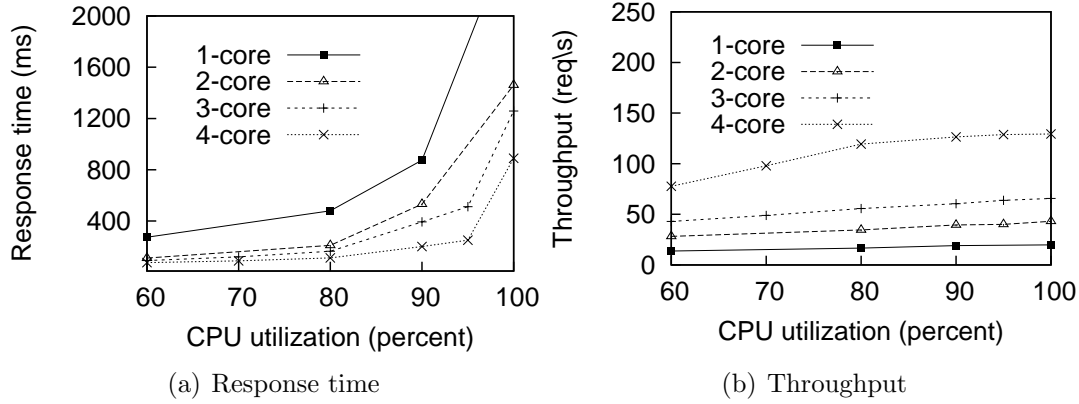 Response time (ms)
2000
1600
1200
800
400
1-core
2-core
3-core
4-core
60 70 80 90 100
CPU utilization (percent)
(a) Response time
Throughput (req\s)
250
200
150
100
50
0
1-core
2-core
3-core
4-core
60 70 80 90 100
CPU utilization (percent)
(b) Throughput